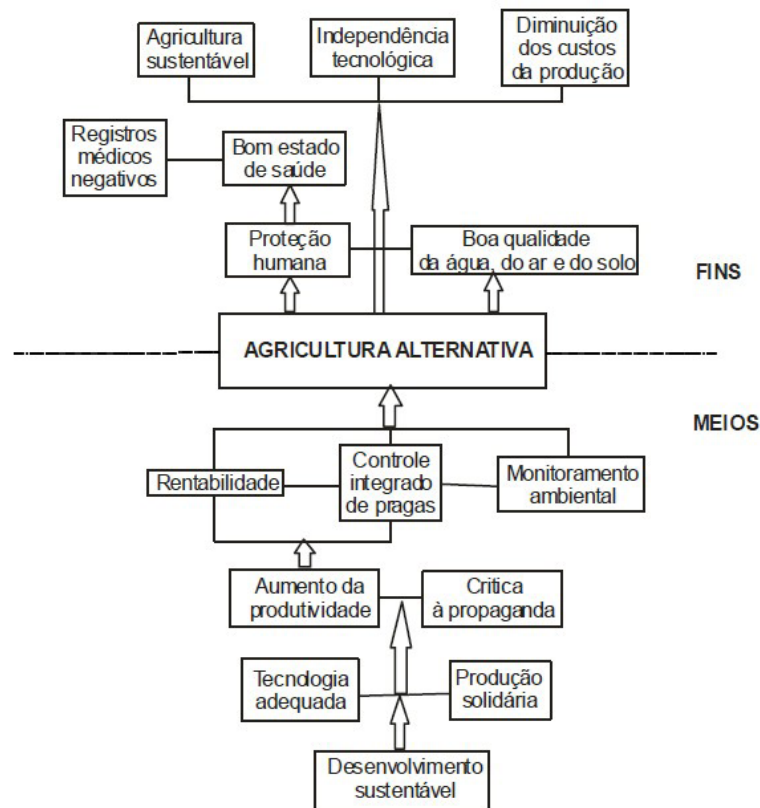 Agricultura
sustentável
Independência
tecnológica
Diminuição
dos custos
da produção
Registros
médicos
negativos
Bom estado
de saúde
Proteção
humana
Boa qualidade
da água, do ar e do solo
FINS
AGRICULTURA ALTERNATIVA
MEIOS
Rentabilidade
Controle
integrado
de pragas
Monitoramento
ambiental
Aumento da
produtividade
Critica
à propaganda
Tecnologia
adequada
Produção
solidária
Desenvolvimento
sustentável